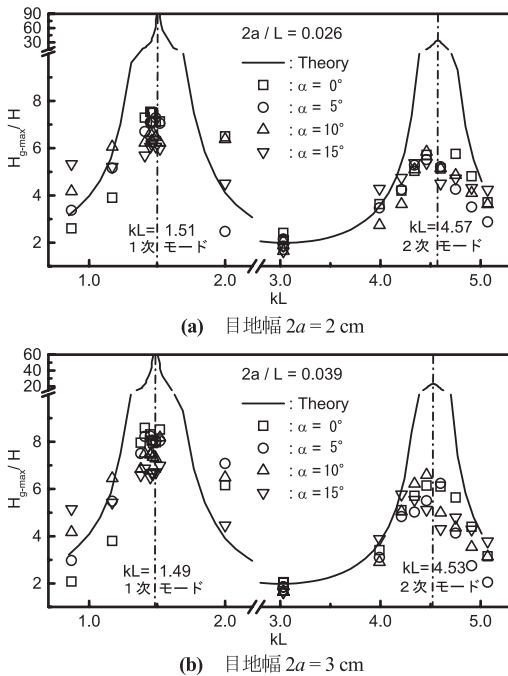 (a)
90
60
30
8
6
4
2
H g-max / H
2a / L = 0.026
: Theory
: α = 0°
: α = 5°
: α = 10°
: α = 15°
kL= 1.51
1次 モード
kL= 4.57
2次 モード
1.0 2.0 3.0 4.0 5.0
kL
(a) 目地幅 2a = 2 cm
(b)
60
40
20
8
6
4
2
H g-max / H
2a / L = 0.039
: Theory
: α = 0°
: α = 5°
: α = 10°
: α = 15°
kL= 1.49
1次 モード
kL= 4.53
2次 モード
1.0 2.0 3.0 4.0 5.0
kL
(b) 目地幅 2a = 3 cm